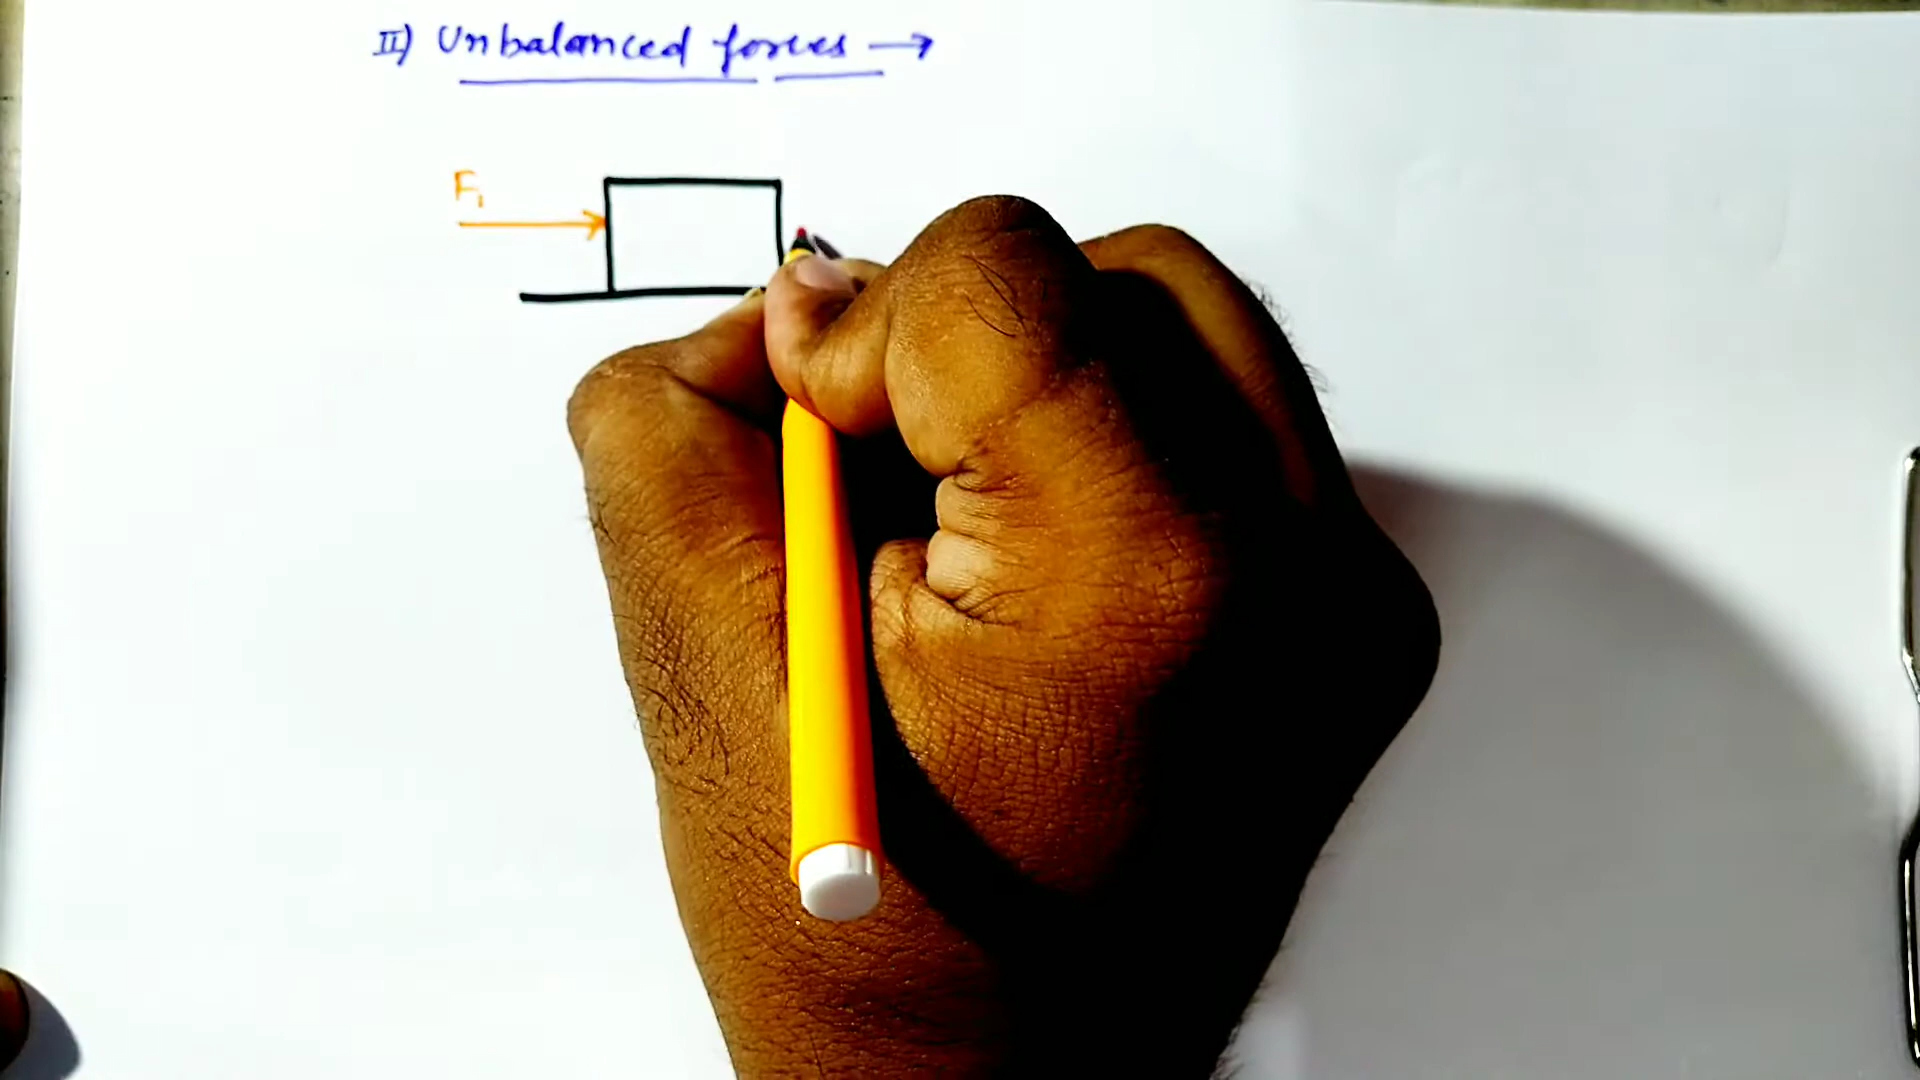 II) Unbalanced forces →
F₁